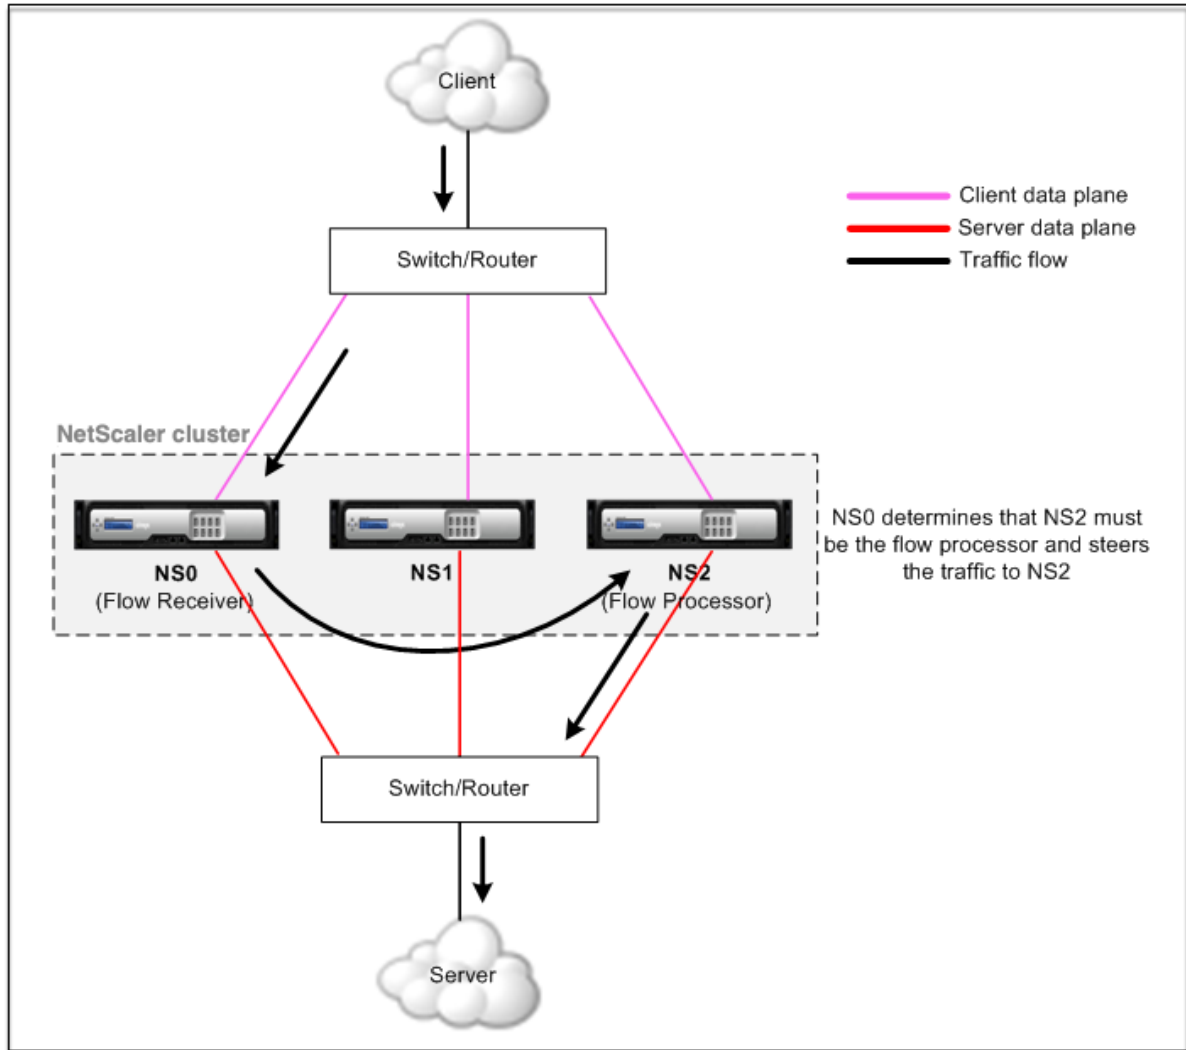 Client
Client data plane
Server data plane
Switch/Router
Traffic flow
NetScaler cluster
NS0 determines that NS2 must
be the flow processor and steers
the traffic to NS2
NS0
NS1
NS2
(Flow Receiver)
(Flow Processor)
Switch/Router
Server